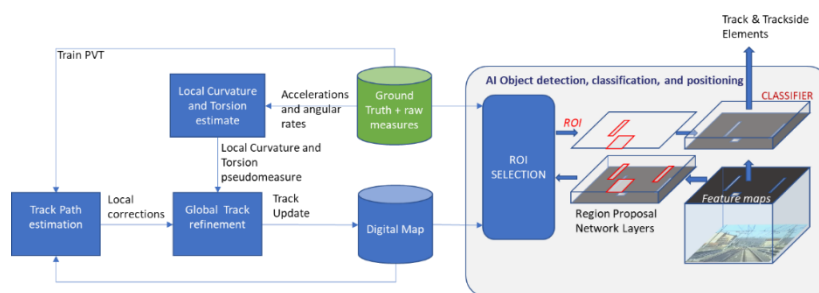 Track & Trackside
Elements
Train PVT
AI Object detection, classification, and positioning
Local Curvature
and Torsion
estimate
Accelerations
and angular
rates
Ground
Truth + raw
measures
CLASSIFIER
ROI
ROI
SELECTION
Local Curvature and
Torsion
pseudomeasure
Track Path
estimation
Local
corrections
Global Track
refinement
Track
Update
Digital Map
Region Proposal
Network Layers
Feature maps